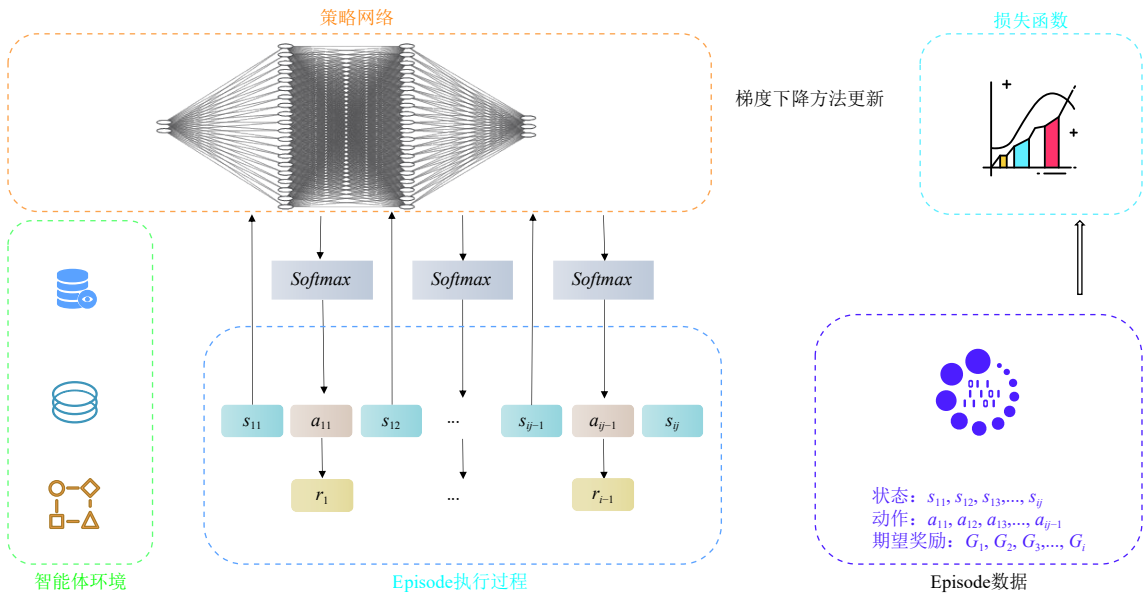 策略网络
损失函数
梯度下降方法更新
Softmax
Softmax
Softmax
s11
a11
s12
...
sij−1
aij−1
sij
r1
...
ri−1
011
1101
1101
状态：s11, s12, s13,..., sij
动作：a11, a12, a13,..., aij−1
期望奖励：G1, G2, G3,..., Gi
智能体环境
Episode执行过程
Episode数据